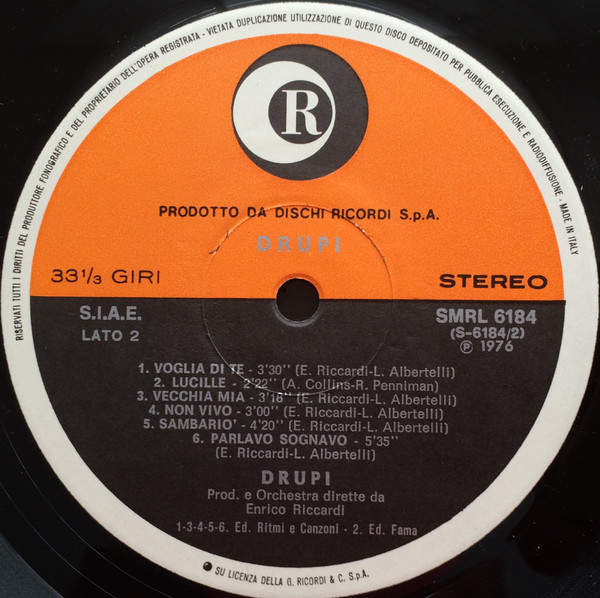 RISERVATI TUTTI I DIRITTI DEL PRODUTTORE FONOGRAFICO E DEL PROPRIETARIO DELL'OPERA REGISTRATA - VIETATA DUPLICAZIONE UTILIZZAZIONE DI QUESTO DISCO DEPOSITATO PER PUBBLICA ESECUZIONE E RADIODIFFUSIONE - MADE IN ITALY
R
PRODOTTO DA DISCHI RICORDI S.p.A.
DRUPI
33 1/3 GIRI
STEREO
S.I.A.E.
SMRL 6184
LATO 2
(S-6184/2)
Ⓟ 1976
1. VOGLIA DI TE - 3'30'' (E. Riccardi-L. Albertelli)
2. LUCILLE - 2'22'' (A. Collins-R. Penniman)
3. VECCHIA MIA - 3'18'' (E. Riccardi-L. Albertelli)
4. NON VIVO - 3'00'' (E. Riccardi-L. Albertelli)
5. SAMBARIO' - 4'20'' (E. Riccardi-L. Albertelli)
6. PARLAVO SOGNAVO - 5'35''
(E. Riccardi-L. Albertelli)
DRUPI
Prod. e Orchestra dirette da
Enrico Riccardi
1-3-4-5-6. Ed. Ritmi e Canzoni - 2. Ed. Fama
SU LICENZA DELLA G. RICORDI & C. S.p.A.